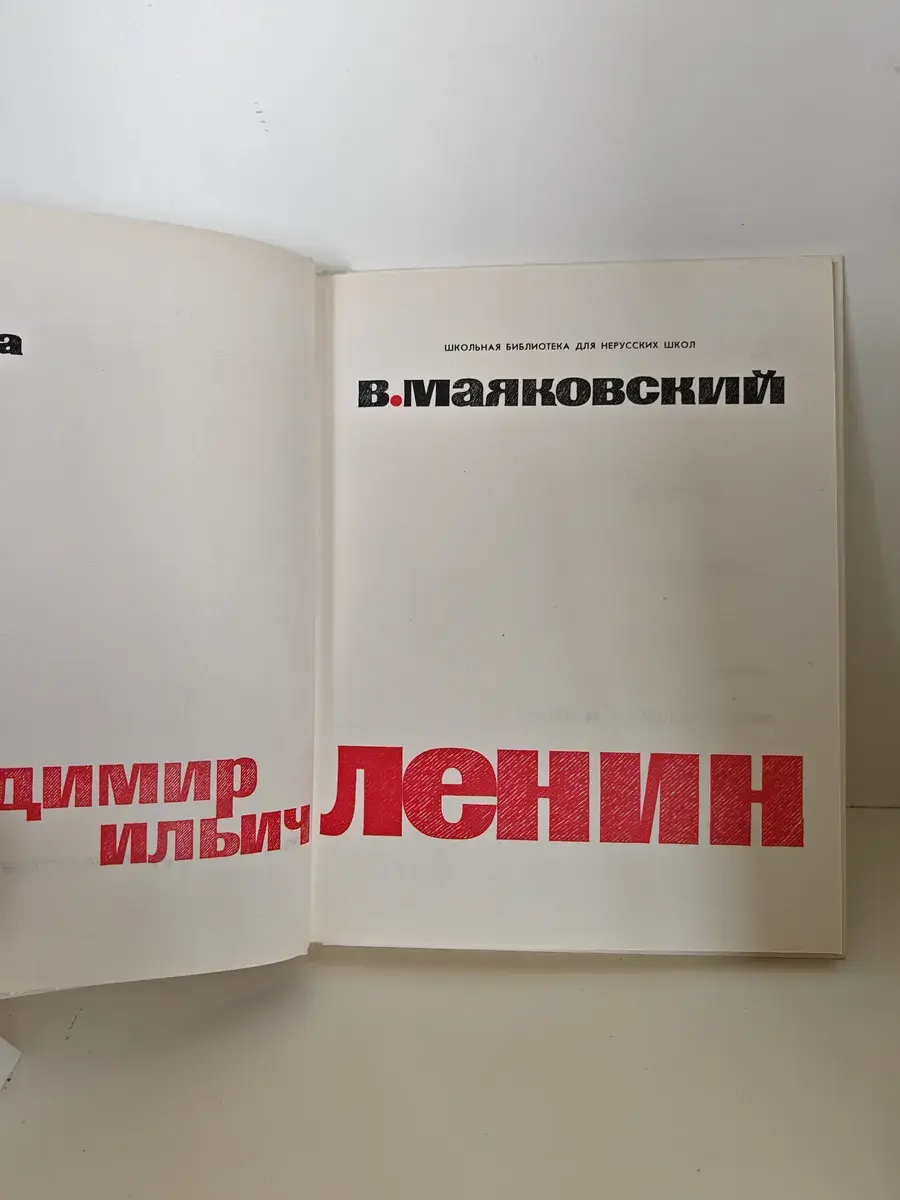 а
ШКОЛЬНАЯ БИБЛИОТЕКА ДЛЯ НЕРУССКИХ ШКОЛ
в.маяковский
димир
ильич
ленин